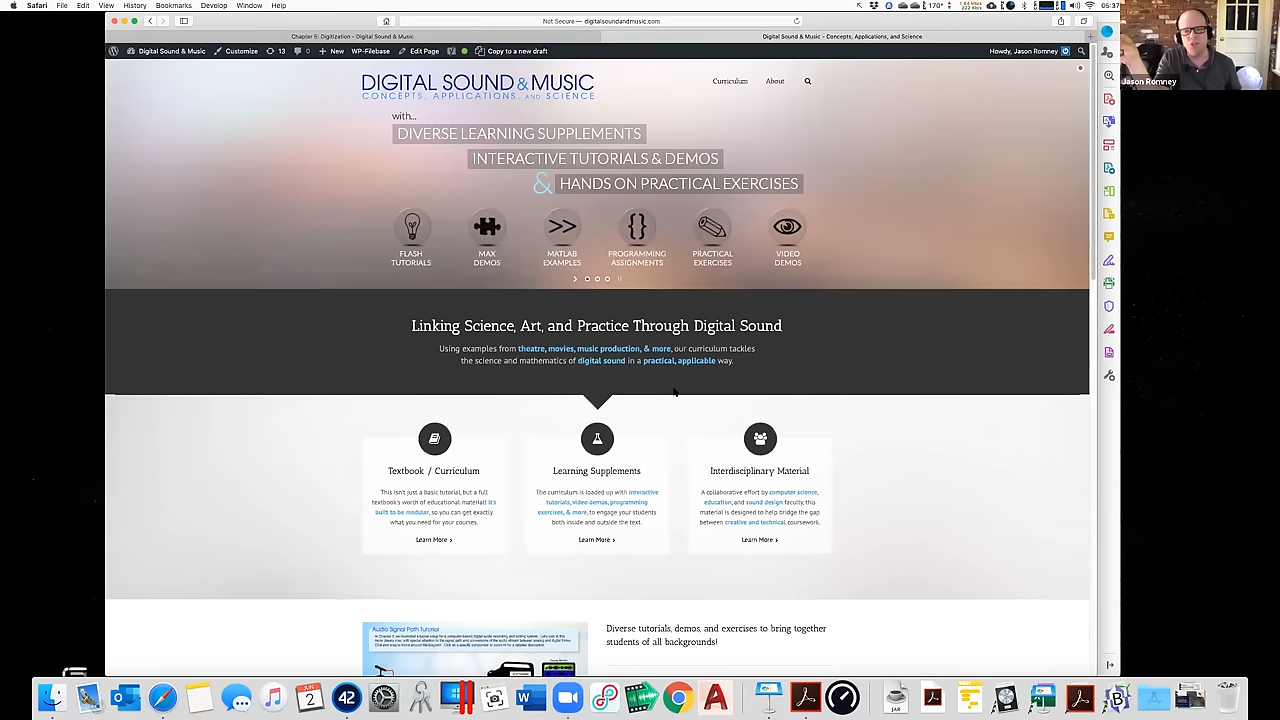 Safari File Edit View History Bookmarks Develop Window Help
170°
05:37
Not Secure — digitalsoundandmusic.com
Chapter 5: Digitization - Digital Sound & Music
Digital Sound & Music - Concepts, Applications, and Science
Digital Sound & Music Customize 13 0 New WP-Filebase Edit Page Copy to a new draft
Howdy, Jason Romney
Jason Romney
DIGITAL SOUND & MUSIC
CONCEPTS, APPLICATIONS, AND SCIENCE
Curriculum About
with...
DIVERSE LEARNING SUPPLEMENTS
INTERACTIVE TUTORIALS & DEMOS
& HANDS ON PRACTICAL EXERCISES
FLASH TUTORIALS
MAX DEMOS
MATLAB EXAMPLES
PROGRAMMING ASSIGNMENTS
PRACTICAL EXERCISES
VIDEO DEMOS
Linking Science, Art, and Practice Through Digital Sound
Using examples from theatre, movies, music production, & more, our curriculum tackles
the science and mathematics of digital sound in a practical, applicable way.
Textbook / Curriculum
This isn't just a basic tutorial, but a full
textbook's worth of educational material! It's
built to be modular, so you can get exactly
what you need for your courses.
Learn More ›
Learning Supplements
The curriculum is loaded up with interactive
tutorials, video demos, programming
exercises, & more, to engage your students
both inside and outside the text.
Learn More ›
Interdisciplinary Material
A collaborative effort by computer science,
education, and sound design faculty, this
material is designed to help bridge the gap
between creative and technical coursework.
Learn More ›
Audio Signal Path Tutorial
Diverse tutorials, demos, and exercises to bring together
students of all backgrounds!
JUN
2
42
JAR